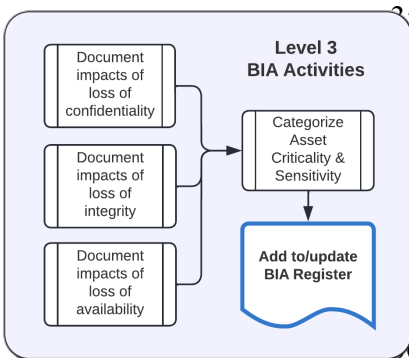 Level 3
BIA Activities
Document
impacts of
loss of
confidentiality
Document
impacts of
loss of
integrity
Document
impacts of
loss of
availability
Categorize
Asset
Criticality &
Sensitivity
Add to/update
BIA Register